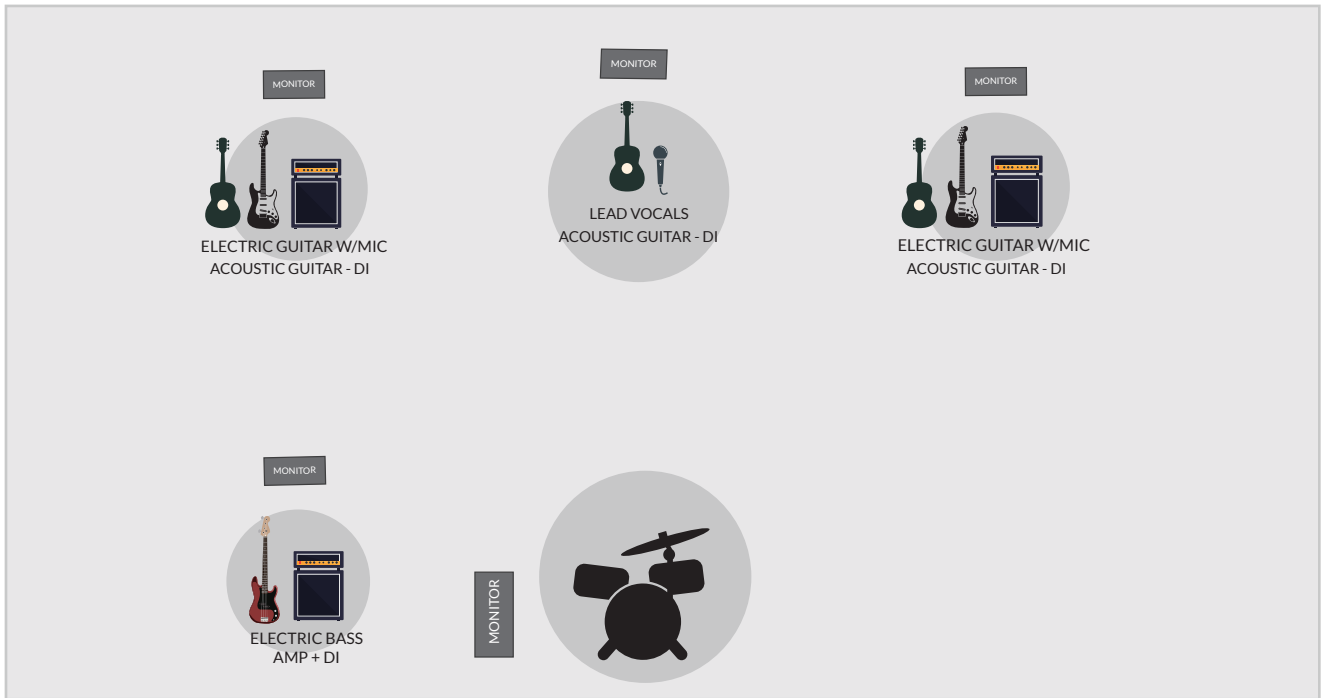 MONITOR
ELECTRIC GUITAR W/MIC
ACOUSTIC GUITAR - DI
MONITOR
LEAD VOCALS
ACOUSTIC GUITAR - DI
MONITOR
ELECTRIC GUITAR W/MIC
ACOUSTIC GUITAR - DI
MONITOR
ELECTRIC BASS
AMP + DI
MONITOR